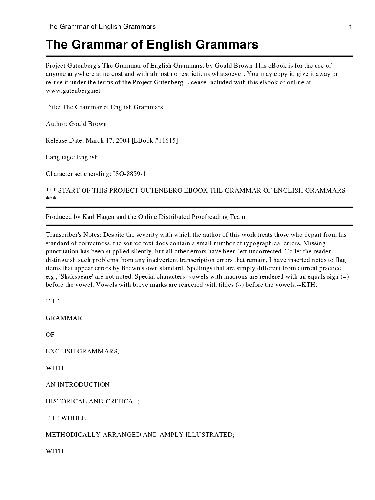 The Grammar of English Grammars 1
The Grammar of English Grammars
Project Gutenberg's The Grammar of English Grammars, by Gould Brown This eBook is for the use of
anyone anywhere at no cost and with almost no restrictions whatsoever. You may copy it, give it away or
re-use it under the terms of the Project Gutenberg License included with this eBook or online at
www.gutenberg.net
Title: The Grammar of English Grammars
Author: Gould Brown
Release Date: March 17, 2004 [EBook #11615]
Language: English
Character set encoding: ISO-8859-1
*** START OF THIS PROJECT GUTENBERG EBOOK THE GRAMMAR OF ENGLISH GRAMMARS
***
Produced by Karl Hagen and the Online Distributed Proofreading Team
Transcriber's Notes: Despite the severity with which the author of this work treats those who depart from his
standard of correctness, the source text does contain a small number of typographical errors. Missing
punctuation has been supplied silently, but all other errors have been left uncorrected. To let the reader
distinguish such problems from any inadvertent transcription errors that remain, I have inserted notes to flag
items that appear errors by Brown's own standard. Spellings that are simply different from current practice,
e.g., 'Shakspeare' are not noted. Special characters: vowels with macrons are rendered with an equals sign (=)
before the vowel. Vowels with breve marks are rendered with tildes (~) before the vowels.--KTH.
THE
GRAMMAR
OF
ENGLISH GRAMMARS,
WITH
AN INTRODUCTION
HISTORICAL AND CRITICAL;
THE WHOLE
METHODICALLY ARRANGED AND AMPLY ILLUSTRATED;
WITH